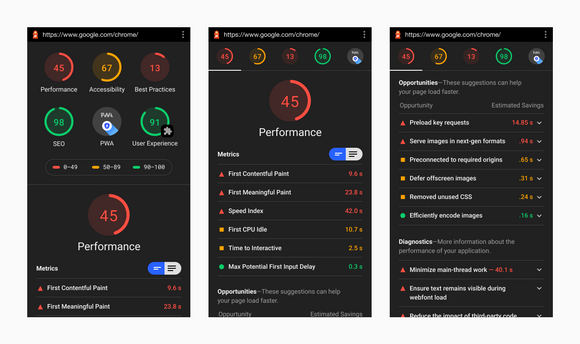 https://www.google.com/chrome/
45
67
13
Performance
Accessibility
Best Practices
98
PWA
91
SEO
PWA
User Experience
0–49
50–89
90–100
45
Performance
Metrics
First Contentful Paint
9.6 s
First Meaningful Paint
23.8 s
https://www.google.com/chrome/
45
67
13
98
PWA
45
Performance
Metrics
First Contentful Paint
9.6 s
First Meaningful Paint
23.8 s
Speed Index
42.0 s
First CPU Idle
10.7 s
Time to Interactive
2.5 s
Max Potential First Input Delay
0.3 s
Opportunities—These suggestions can help
your page load faster.
Opportunity
Estimated Savings
https://www.google.com/chrome/
45
67
13
98
PWA
Opportunities—These suggestions can help
your page load faster.
Opportunity
Estimated Savings
Preload key requests
14.85 s
Serve images in next-gen formats
.94 s
Preconnected to required origins
.65 s
Defer offscreen images
.31 s
Removed unused CSS
.24 s
Efficiently encode images
.16 s
Diagnostics—More information about the
performance of your application.
Minimize main-thread work — 40.1 s
Ensure text remains visible during
webfont load
Reduce the impact of third-party code